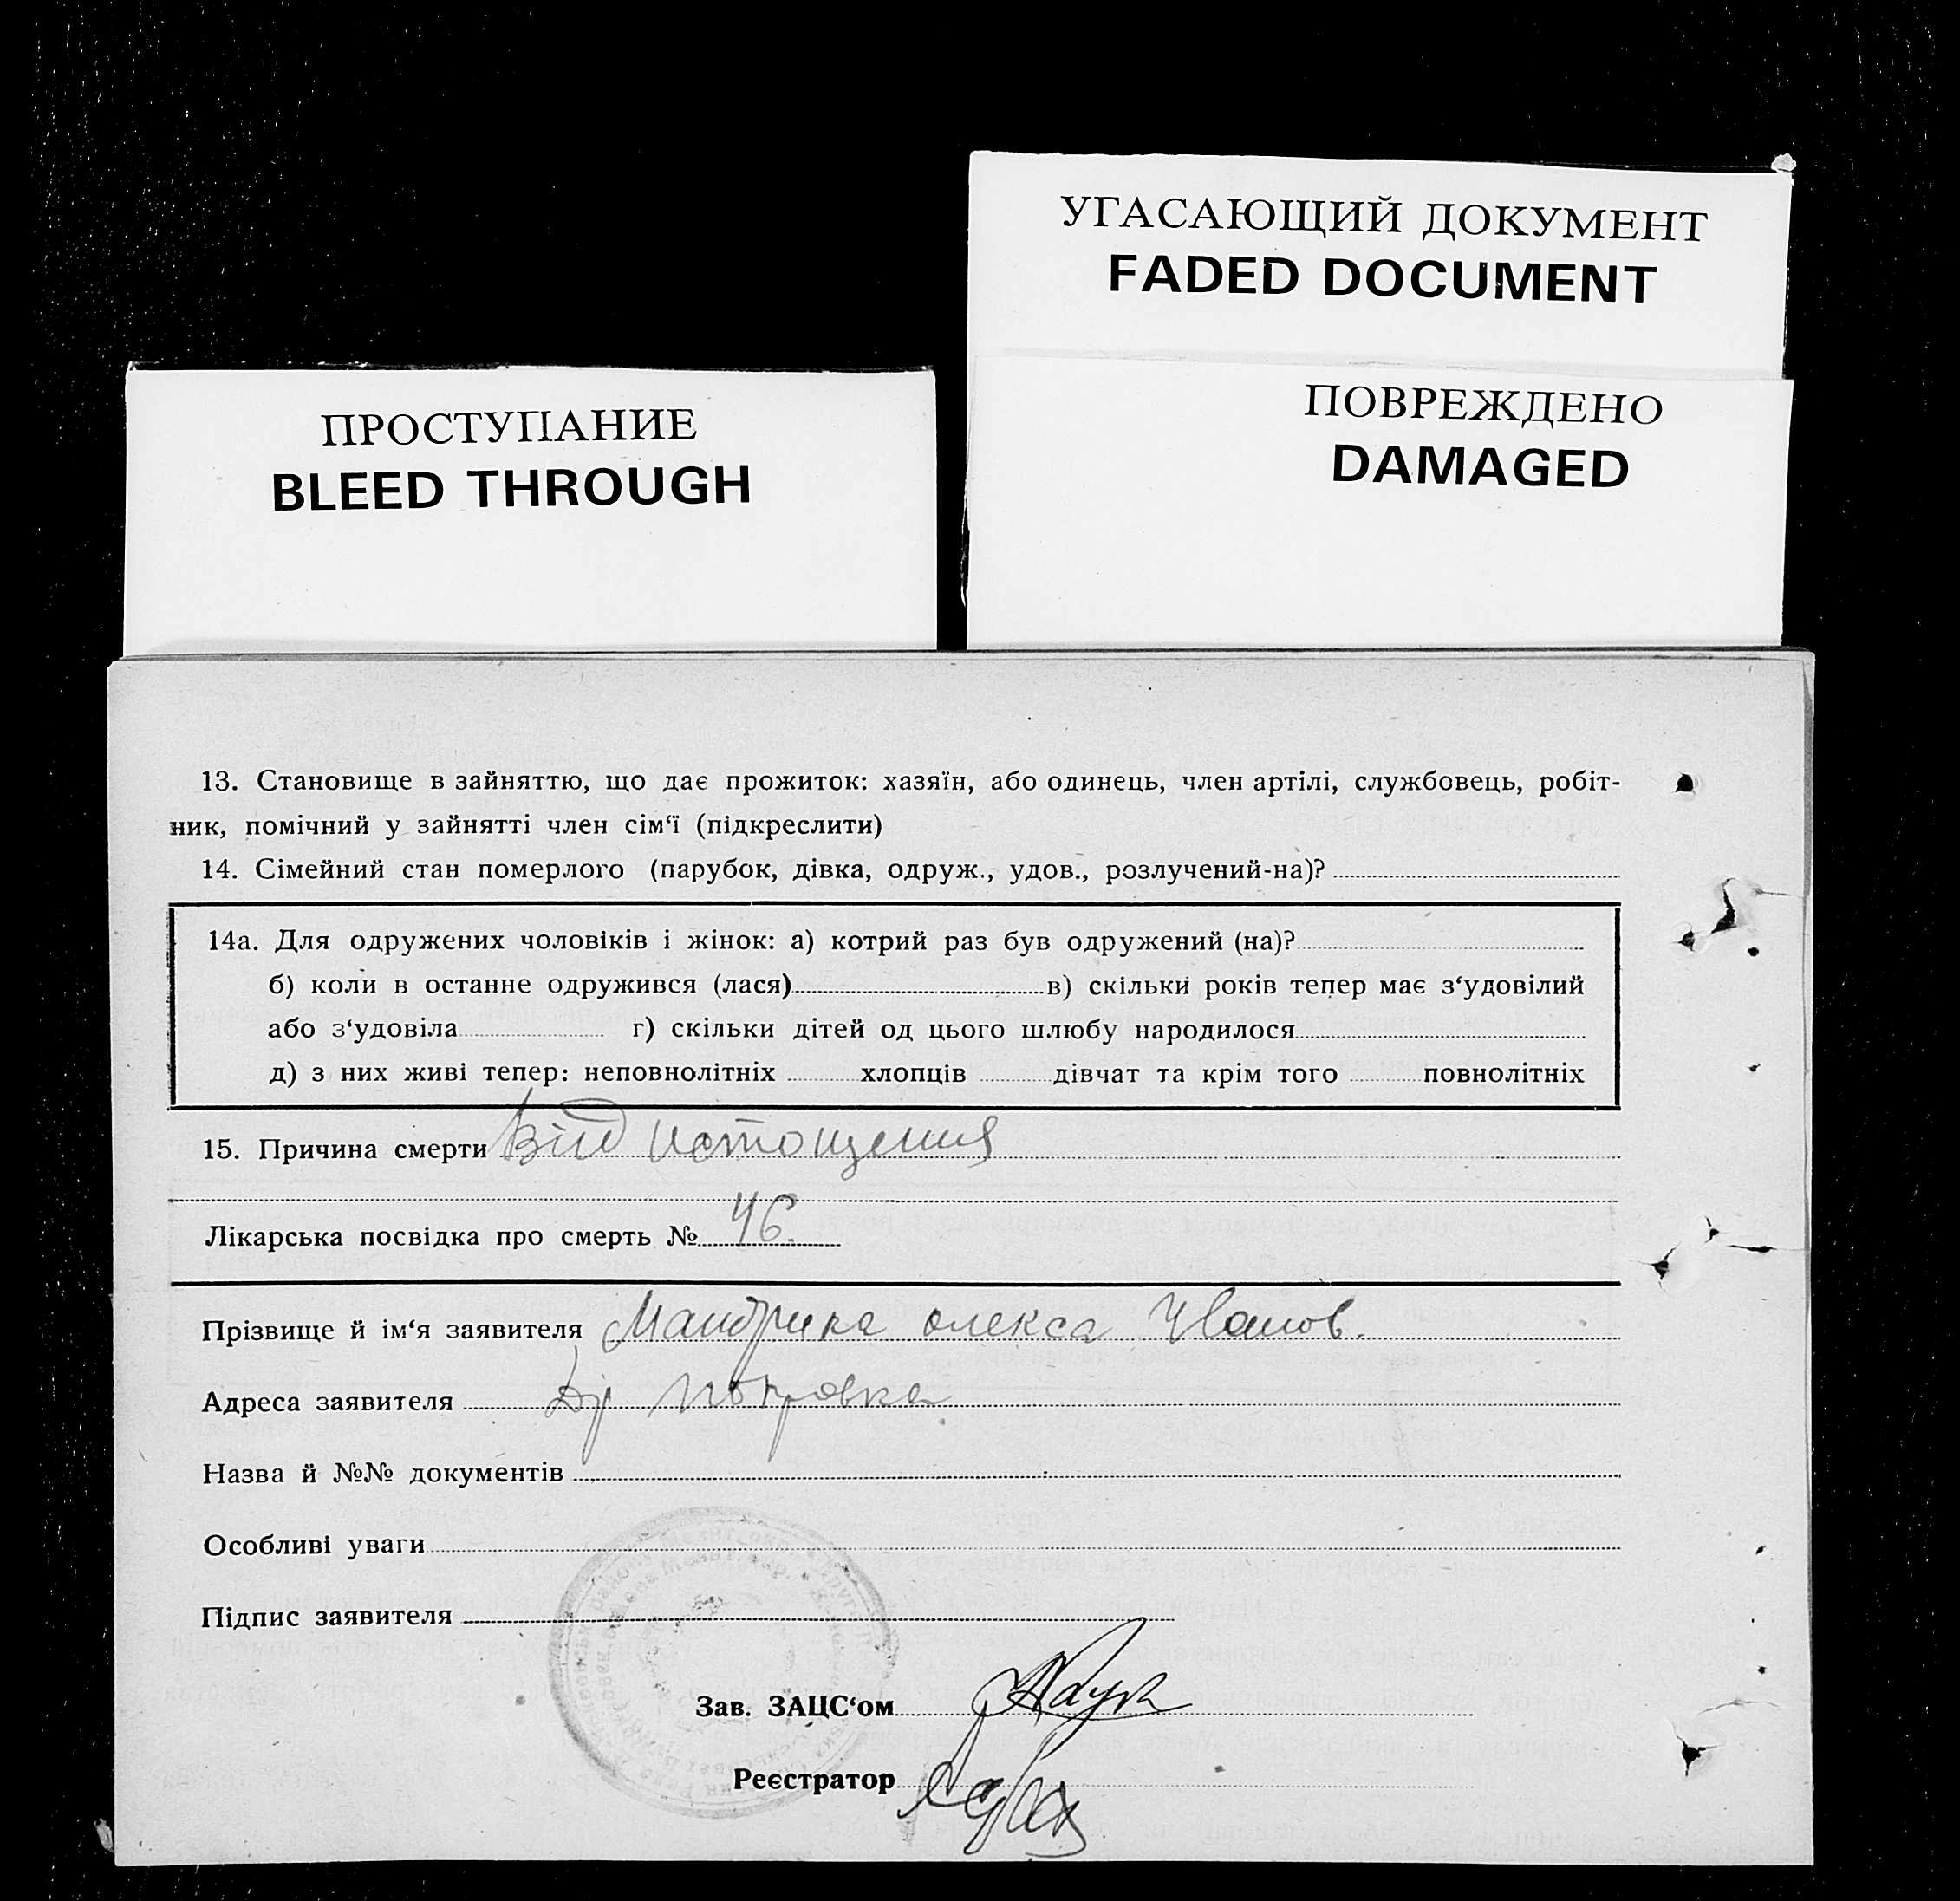 УГАСАЮЩИЙ ДОКУМЕНТ
FADED DOCUMENT
ПОВРЕЖДЕНО
DAMAGED
ПРОСТУПАНИЕ
BLEED THROUGH
13. Становище в зайняттю, що дає прожиток: хазяїн, або одинець, член артілі, службовець, робіт-
ник, помічний у зайнятті член сім‘ї (підкреслити)
14. Сімейний стан померлого (парубок, дівка, одруж., удов., розлучений-на)?
14а. Для одружених чоловіків і жінок: а) котрий раз був одружений (на)?
б) коли в останне одружився (лася) в) скільки років тепер має з‘удовілий
або з‘удовіла г) скільки дітей од цього шлюбу народилося
д) з них живі тепер: неповнолітніх хлопців дівчат та крім того повнолітніх
15. Причина смерти Від истощения
Лікарська посвідка про смерть № 46.
Прізвище й ім‘я заявителя Мандрика олекса Иванов.
Адреса заявителя
Назва й №№ документів
Особливі уваги
Підпис заявителя
Зав. ЗАЦС‘ом
Реєстратор